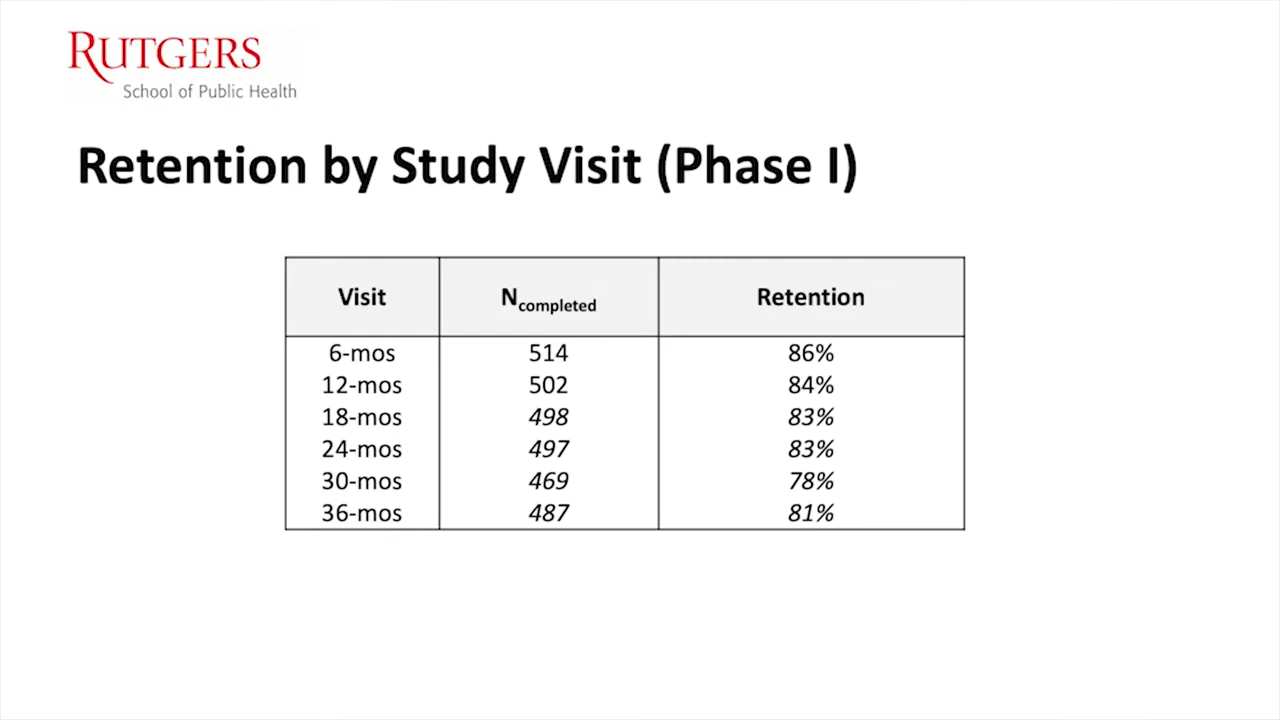 RUTGERS
School of Public Health
Retention by Study Visit (Phase I)
Visit Ncompleted Retention
6-mos 514 86%
12-mos 502 84%
18-mos 498 83%
24-mos 497 83%
30-mos 469 78%
36-mos 487 81%